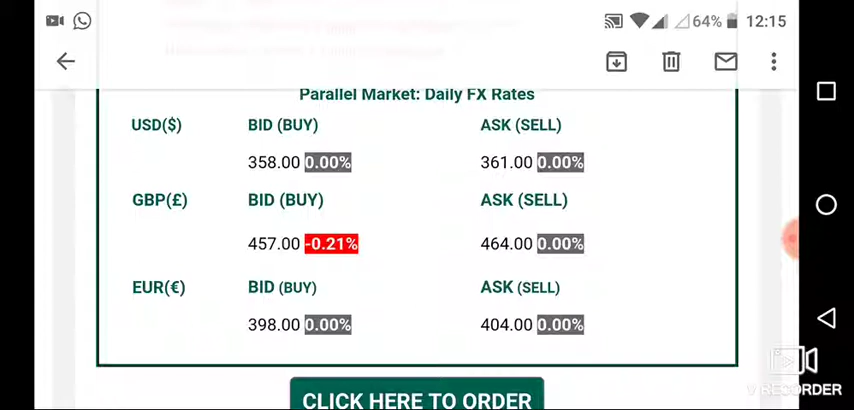 64% 12:15
Parallel Market: Daily FX Rates
USD($) BID (BUY) ASK (SELL)
358.00 0.00% 361.00 0.00%
GBP(£) BID (BUY) ASK (SELL)
457.00 -0.21% 464.00 0.00%
EUR(€) BID (BUY) ASK (SELL)
398.00 0.00% 404.00 0.00%
CLICK HERE TO ORDER
V RECORDER